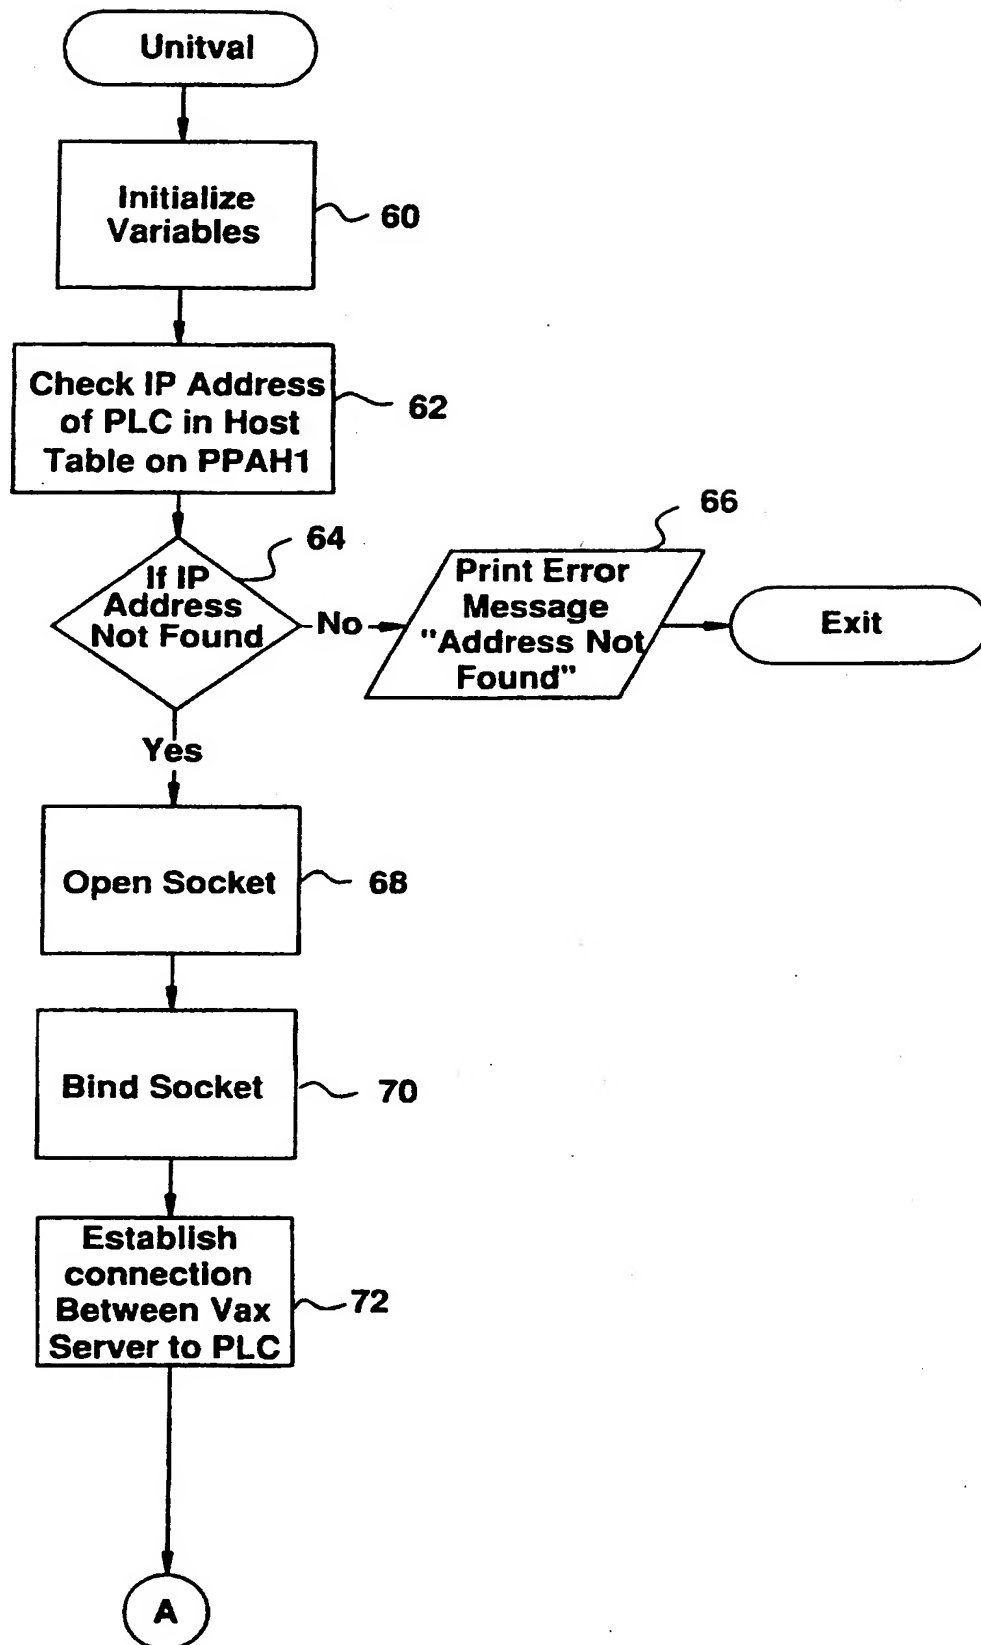 Unitval
Initialize
Variables
60
Check IP Address
of PLC in Host
Table on PPAH1
62
64
If IP
Address
Not Found
No
66
Print Error
Message
"Address Not
Found"
Exit
Yes
Open Socket
68
Bind Socket
70
Establish
connection
Between Vax
Server to PLC
72
A